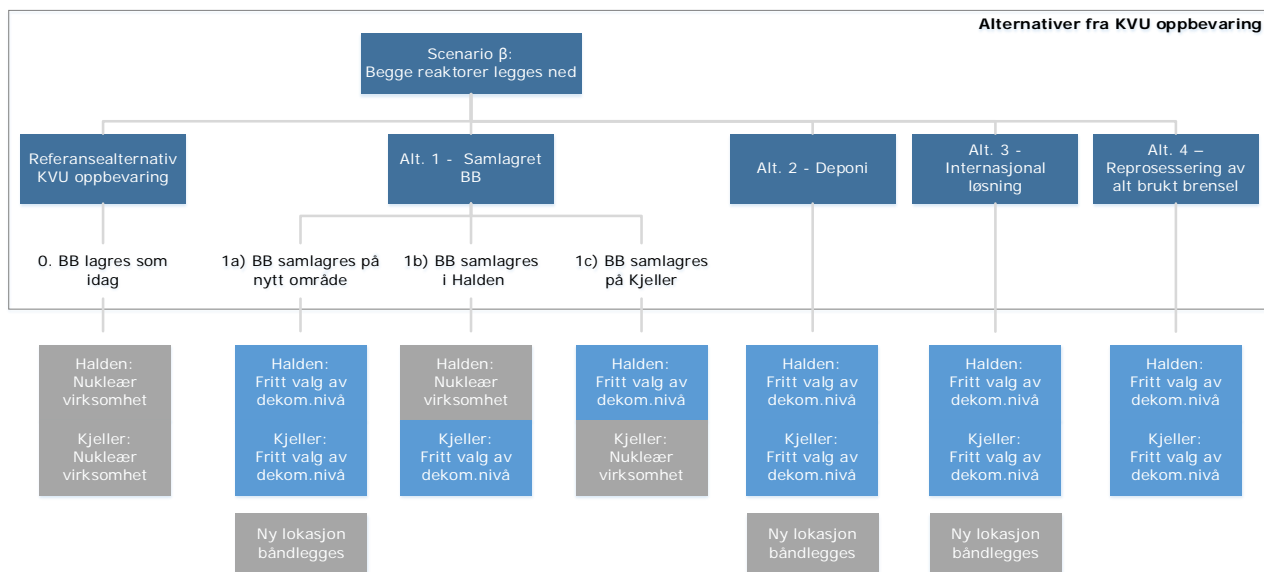 Alternativer fra KVU oppbevaring
Scenario β:
Begge reaktorer legges ned
Referansealternativ
KVU oppbevaring
Alt. 1 - Samlagret
BB
Alt. 2 - Deponi
Alt. 3 -
Internasjonal
løsning
Alt. 4 –
Reprosessering av
alt brukt brensel
0. BB lagres som
idag
1a) BB samlagres på
nytt område
1b) BB samlagres
i Halden
1c) BB samlagres
på Kjeller
Halden:
Nukleær
virksomhet
Kjeller:
Nukleær
virksomhet
Halden:
Fritt valg av
dekom.nivå
Kjeller:
Fritt valg av
dekom.nivå
Ny lokasjon
båndlegges
Halden:
Nukleær
virksomhet
Kjeller:
Fritt valg av
dekom.nivå
Halden:
Fritt valg av
dekom.nivå
Kjeller:
Nukleær
virksomhet
Halden:
Fritt valg av
dekom.nivå
Kjeller:
Fritt valg av
dekom.nivå
Ny lokasjon
båndlegges
Halden:
Fritt valg av
dekom.nivå
Kjeller:
Fritt valg av
dekom.nivå
Ny lokasjon
båndlegges
Halden:
Fritt valg av
dekom.nivå
Kjeller:
Fritt valg av
dekom.nivå